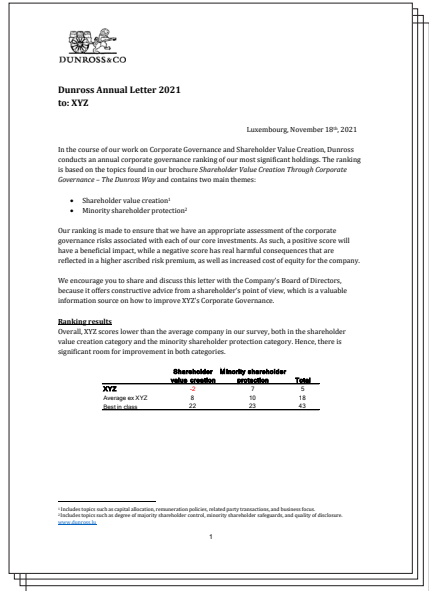 DUNROSS&CO
Dunross Annual Letter 2021
to: XYZ
Luxembourg, November 18th, 2021
In the course of our work on Corporate Governance and Shareholder Value Creation, Dunross
conducts an annual corporate governance ranking of our most significant holdings. The ranking
is based on the topics found in our brochure Shareholder Value Creation Through Corporate
Governance – The Dunross Way and contains two main themes:
• Shareholder value creation1
• Minority shareholder protection2
Our ranking is made to ensure that we have an appropriate assessment of the corporate
governance risks associated with each of our core investments. As such, a positive score will
have a beneficial impact, while a negative score has real harmful consequences that are
reflected in a higher ascribed risk premium, as well as increased cost of equity for the company.
We encourage you to share and discuss this letter with the Company's Board of Directors,
because it offers constructive advice from a shareholder's point of view, which is a valuable
information source on how to improve XYZ's Corporate Governance.
Ranking results
Overall, XYZ scores lower than the average company in our survey, both in the shareholder
value creation category and the minority shareholder protection category. Hence, there is
significant room for improvement in both categories.
Shareholder Minority shareholder
value creation protection Total
XYZ -2 7 5
Average ex XYZ 8 10 18
Best in class 22 23 43
1 Includes topics such as capital allocation, remuneration policies, related party transactions, and business focus.
2 Includes topics such as degree of majority shareholder control, minority shareholder safeguards, and quality of disclosure.
www.dunross.lu
1